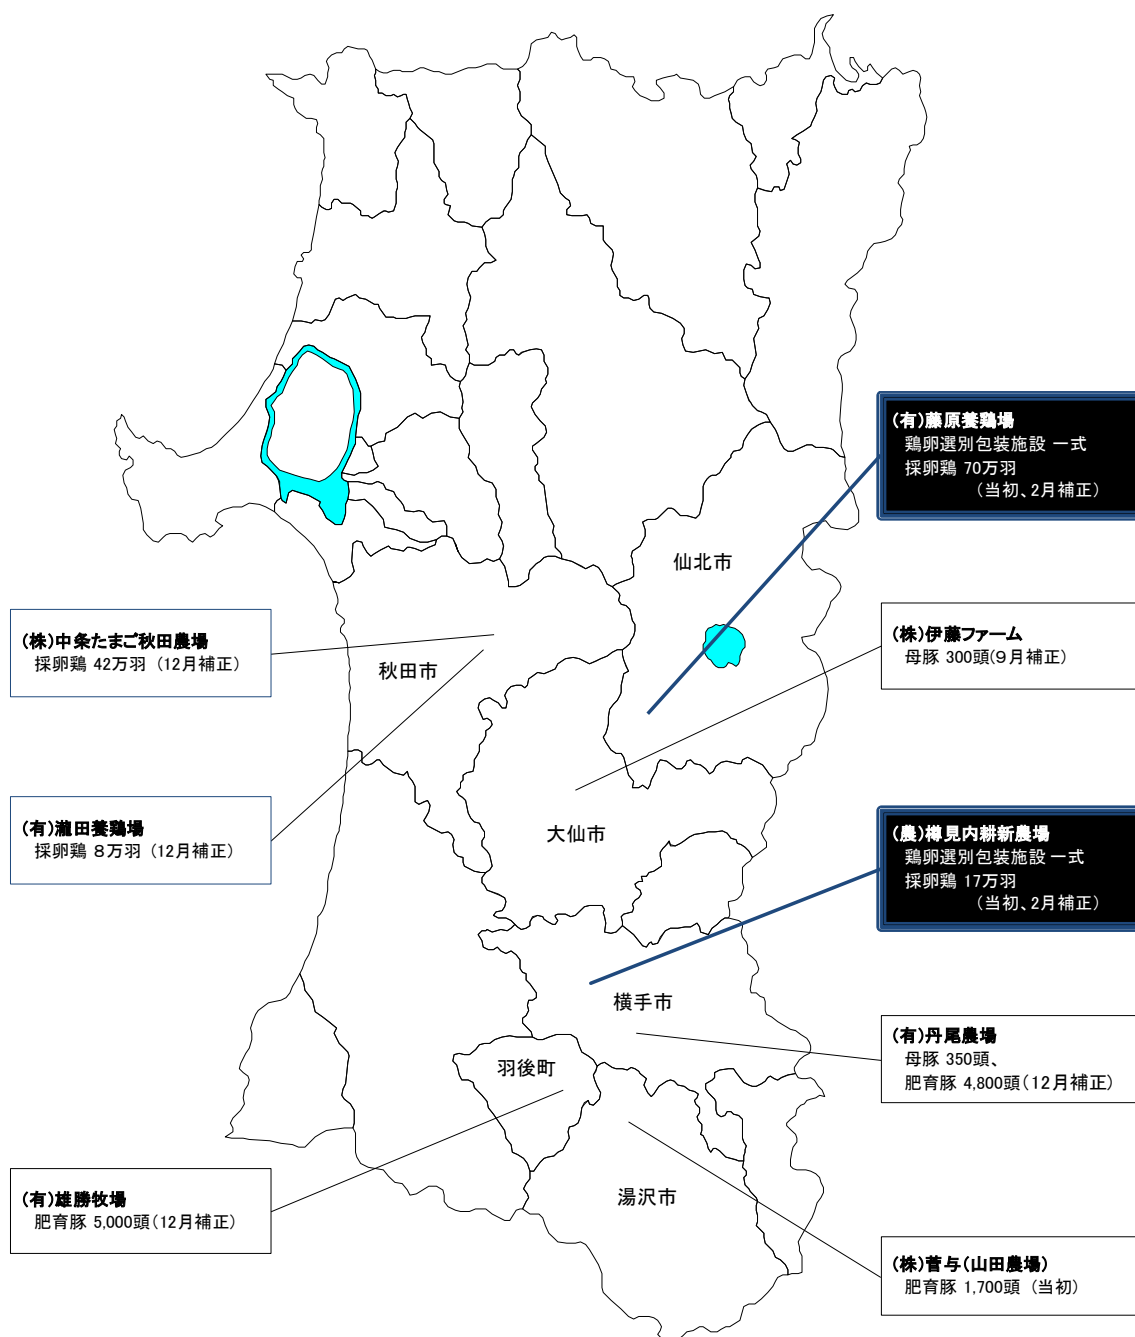 (有)藤原養鶏場
鶏卵選別包装施設 一式
採卵鶏 70万羽
(当初、2月補正)
仙北市
(株)中条たまご秋田農場
採卵鶏 42万羽 (12月補正)
(株)伊藤ファーム
母豚 300頭(9月補正)
秋田市
(有)瀧田養鶏場
採卵鶏 8万羽 (12月補正)
大仙市
(農)樽見内耕新農場
鶏卵選別包装施設 一式
採卵鶏 17万羽
(当初、2月補正)
横手市
(有)丹尾農場
母豚 350頭、
肥育豚 4,800頭(12月補正)
羽後町
(有)雄勝牧場
肥育豚 5,000頭(12月補正)
湯沢市
(株)菅与(山田農場)
肥育豚 1,700頭 (当初)